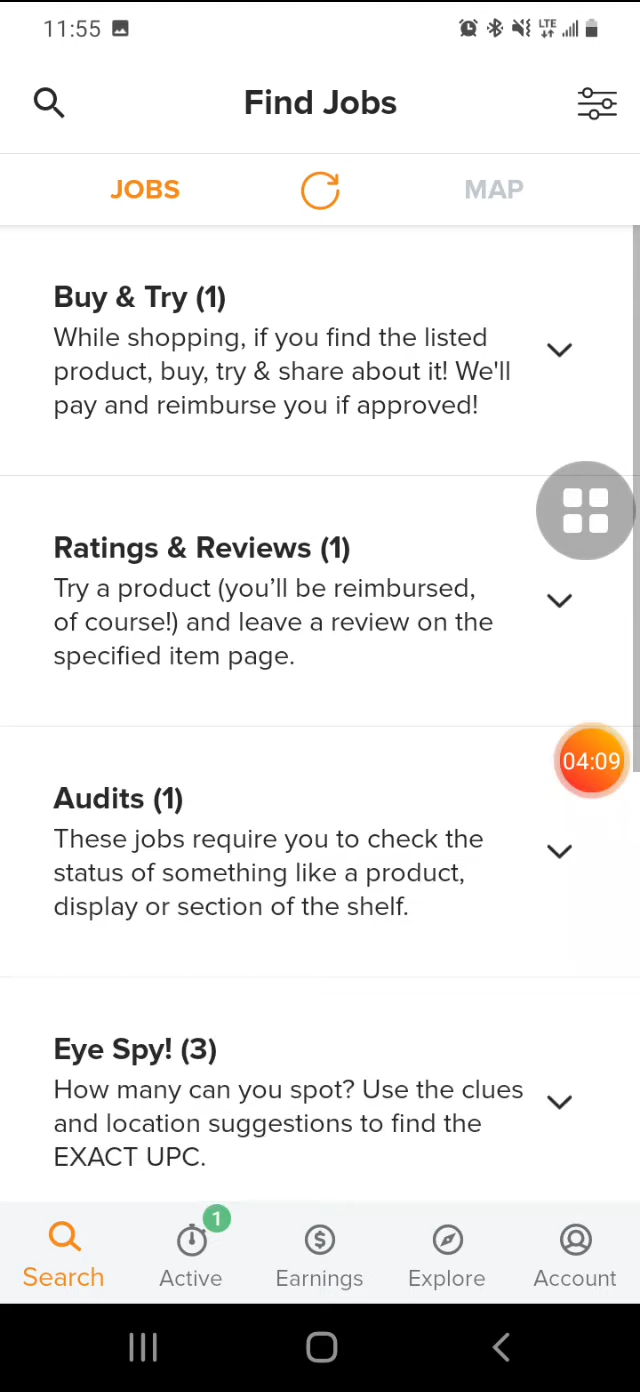 11:55
LTE
Find Jobs
JOBS
MAP
Buy & Try (1)
While shopping, if you find the listed
product, buy, try & share about it! We'll
pay and reimburse you if approved!
Ratings & Reviews (1)
Try a product (you’ll be reimbursed,
of course!) and leave a review on the
specified item page.
04:09
Audits (1)
These jobs require you to check the
status of something like a product,
display or section of the shelf.
Eye Spy! (3)
How many can you spot? Use the clues
and location suggestions to find the
EXACT UPC.
1
Search
Active
Earnings
Explore
Account